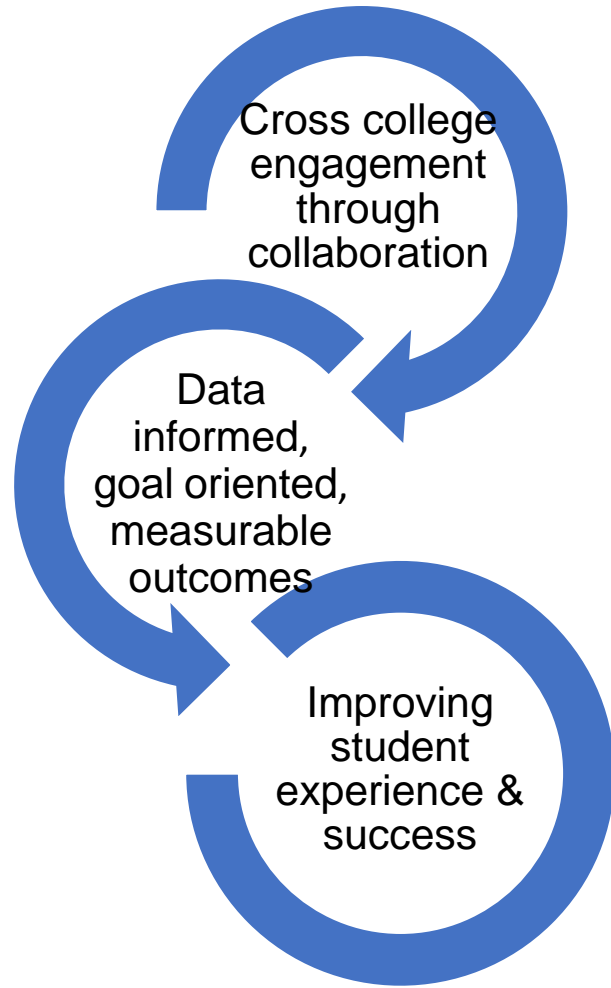 Cross college
engagement
through
collaboration
Data
informed,
goal oriented,
measurable
outcomes
Improving
student
experience &
success